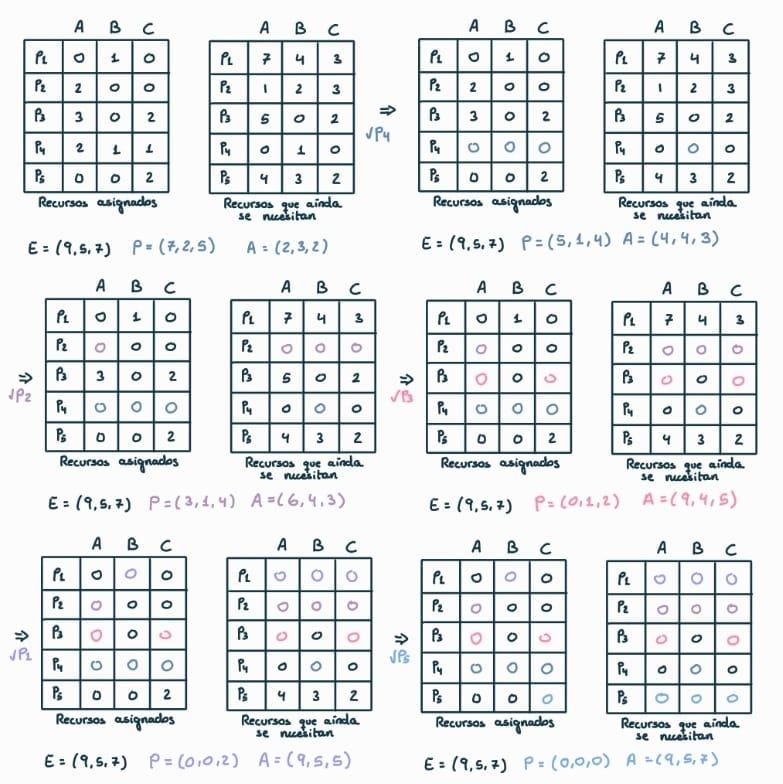 A B C A B C A B C A B C
P1 0 1 0 P1 7 4 3 P1 0 1 0 P1 7 4 3
P2 2 0 0 P2 1 2 3 P2 2 0 0 P2 1 2 3
P3 3 0 2 P3 5 0 2 ⇒ P3 3 0 2 P3 5 0 2
P4 2 1 1 P4 0 1 0 √P4 P4 0 0 0 P4 0 0 0
P5 0 0 2 P5 4 3 2 P5 0 0 2 P5 4 3 2
Recursos asignados Recursos que ainda Recursos asignados Recursos que ainda
se necesitan se necesitan
E = (9,5,7) P = (7,2,5) A = (2,3,2) E = (9,5,7) P = (5,1,4) A = (4,4,3)
A B C A B C A B C A B C
P1 0 1 0 P1 7 4 3 P1 0 1 0 P1 7 4 3
P2 0 0 0 P2 0 0 0 P2 0 0 0 P2 0 0 0
⇒ P3 3 0 2 P3 5 0 2 ⇒ P3 0 0 0 P3 0 0 0
√P2 P4 0 0 0 P4 0 0 0 √P3 P4 0 0 0 P4 0 0 0
P5 0 0 2 P5 4 3 2 P5 0 0 2 P5 4 3 2
Recursos asignados Recursos que ainda Recursos asignados Recursos que ainda
se necesitan se necesitan
E = (9,5,7) P = (3,1,4) A = (6,4,3) E = (9,5,7) P = (0,1,2) A = (9,4,5)
A B C A B C A B C A B C
P1 0 0 0 P1 0 0 0 P1 0 0 0 P1 0 0 0
P2 0 0 0 P2 0 0 0 P2 0 0 0 P2 0 0 0
⇒ P3 0 0 0 P3 0 0 0 ⇒ P3 0 0 0 P3 0 0 0
√P1 P4 0 0 0 P4 0 0 0 √P5 P4 0 0 0 P4 0 0 0
P5 0 0 2 P5 4 3 2 P5 0 0 0 P5 0 0 0
Recursos asignados Recursos que ainda Recursos asignados Recursos que ainda
se necesitan se necesitan
E = (9,5,7) P = (0,0,2) A = (9,5,5) E = (9,5,7) P = (0,0,0) A = (9,5,7)